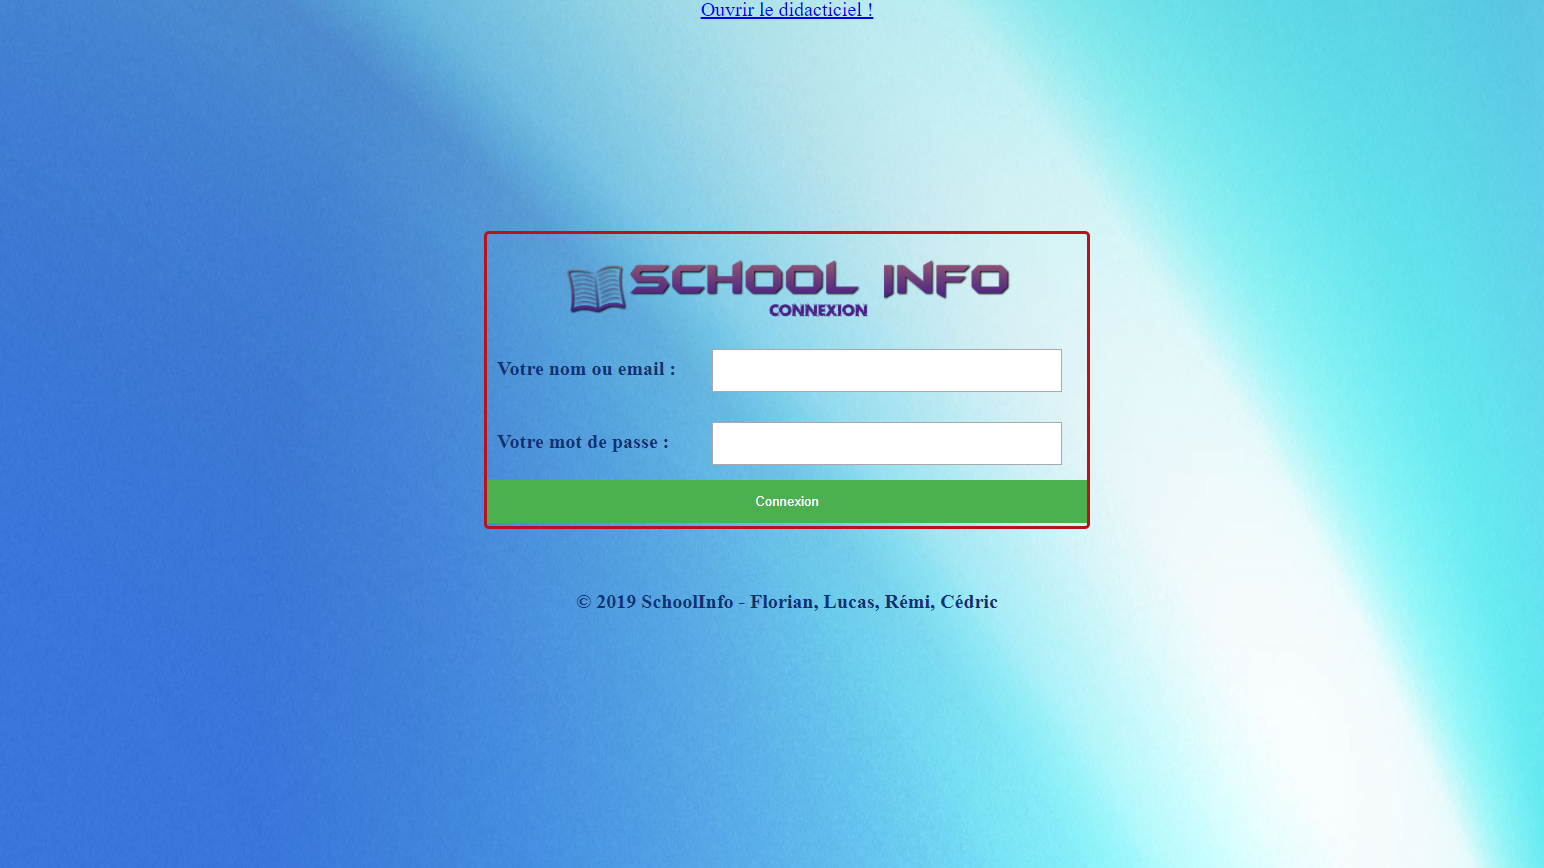 Ouvrir le didacticiel !
SCHOOL INFO
CONNEXION
Votre nom ou email :
Votre mot de passe :
Connexion
© 2019 SchoolInfo - Florian, Lucas, Rémi, Cédric